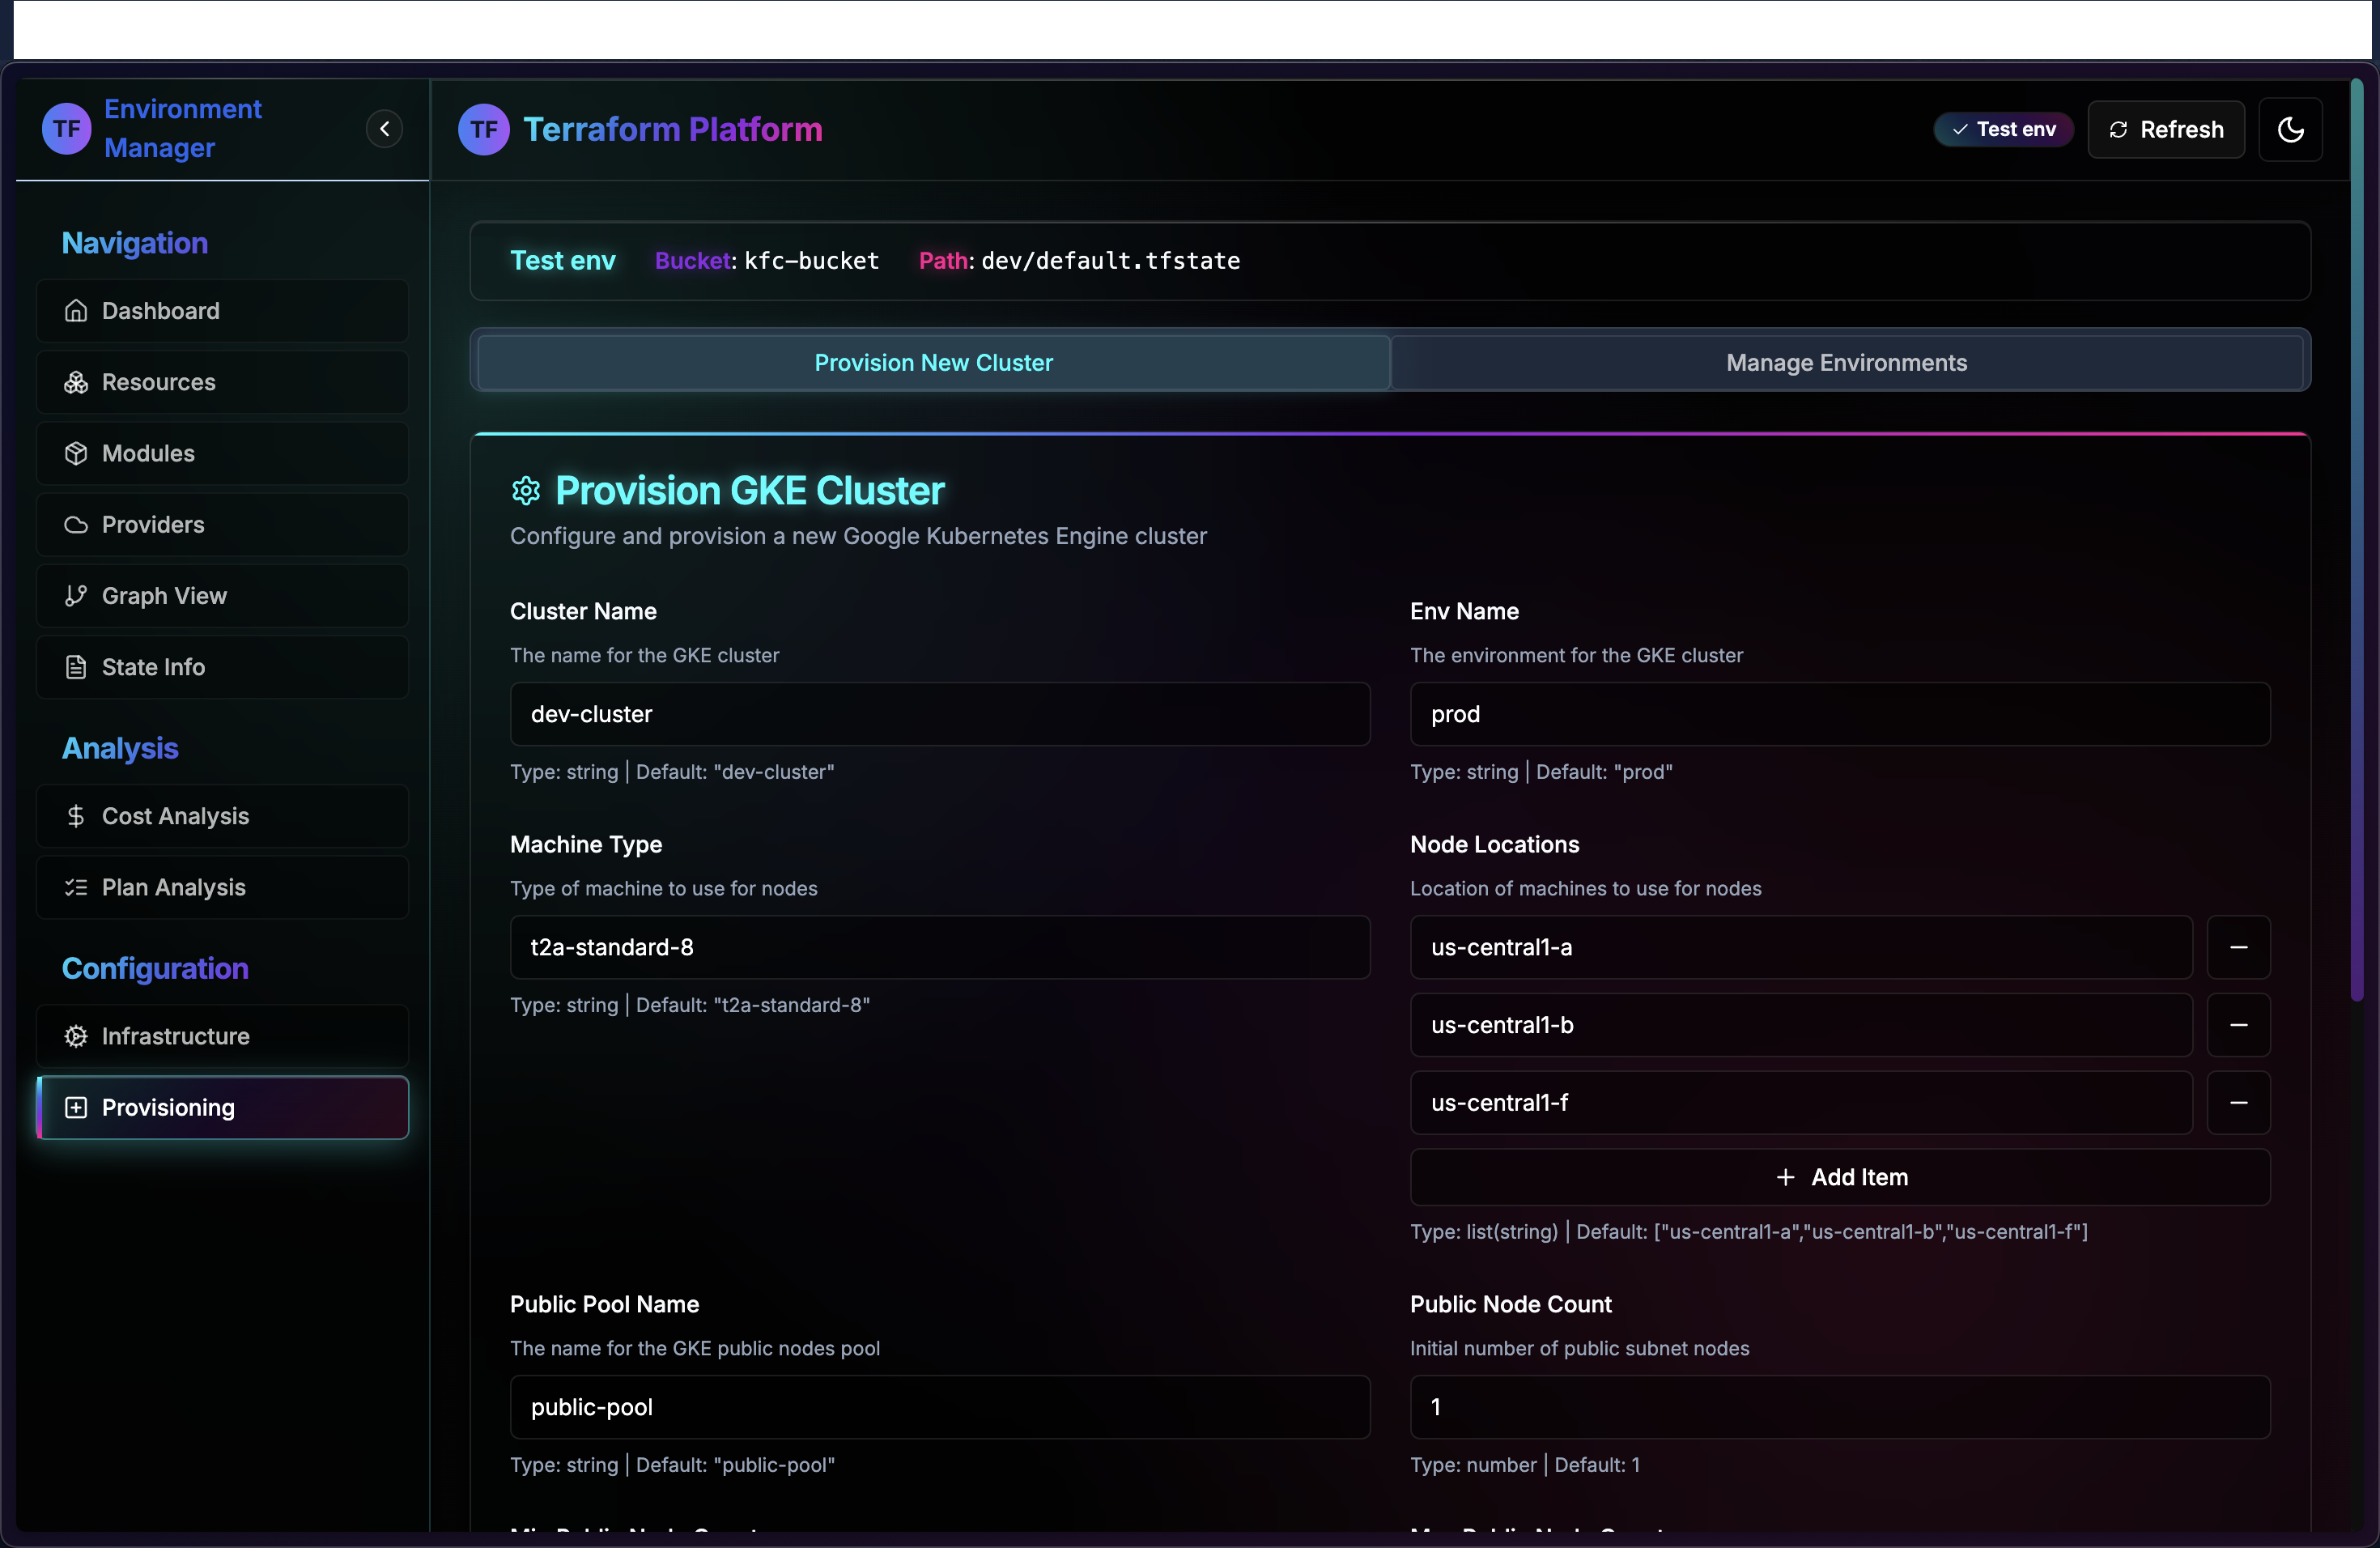 TF Environment Manager
TF Terraform Platform
Test env
Refresh
Navigation
Dashboard
Resources
Modules
Providers
Graph View
State Info
Analysis
Cost Analysis
Plan Analysis
Configuration
Infrastructure
Provisioning
Test env Bucket: kfc-bucket Path: dev/default.tfstate
Provision New Cluster
Manage Environments
Provision GKE Cluster
Configure and provision a new Google Kubernetes Engine cluster
Cluster Name
The name for the GKE cluster
dev-cluster
Type: string | Default: "dev-cluster"
Env Name
The environment for the GKE cluster
prod
Type: string | Default: "prod"
Machine Type
Type of machine to use for nodes
t2a-standard-8
Type: string | Default: "t2a-standard-8"
Node Locations
Location of machines to use for nodes
us-central1-a
us-central1-b
us-central1-f
Add Item
Type: list(string) | Default: ["us-central1-a","us-central1-b","us-central1-f"]
Public Pool Name
The name for the GKE public nodes pool
public-pool
Type: string | Default: "public-pool"
Public Node Count
Initial number of public subnet nodes
1
Type: number | Default: 1